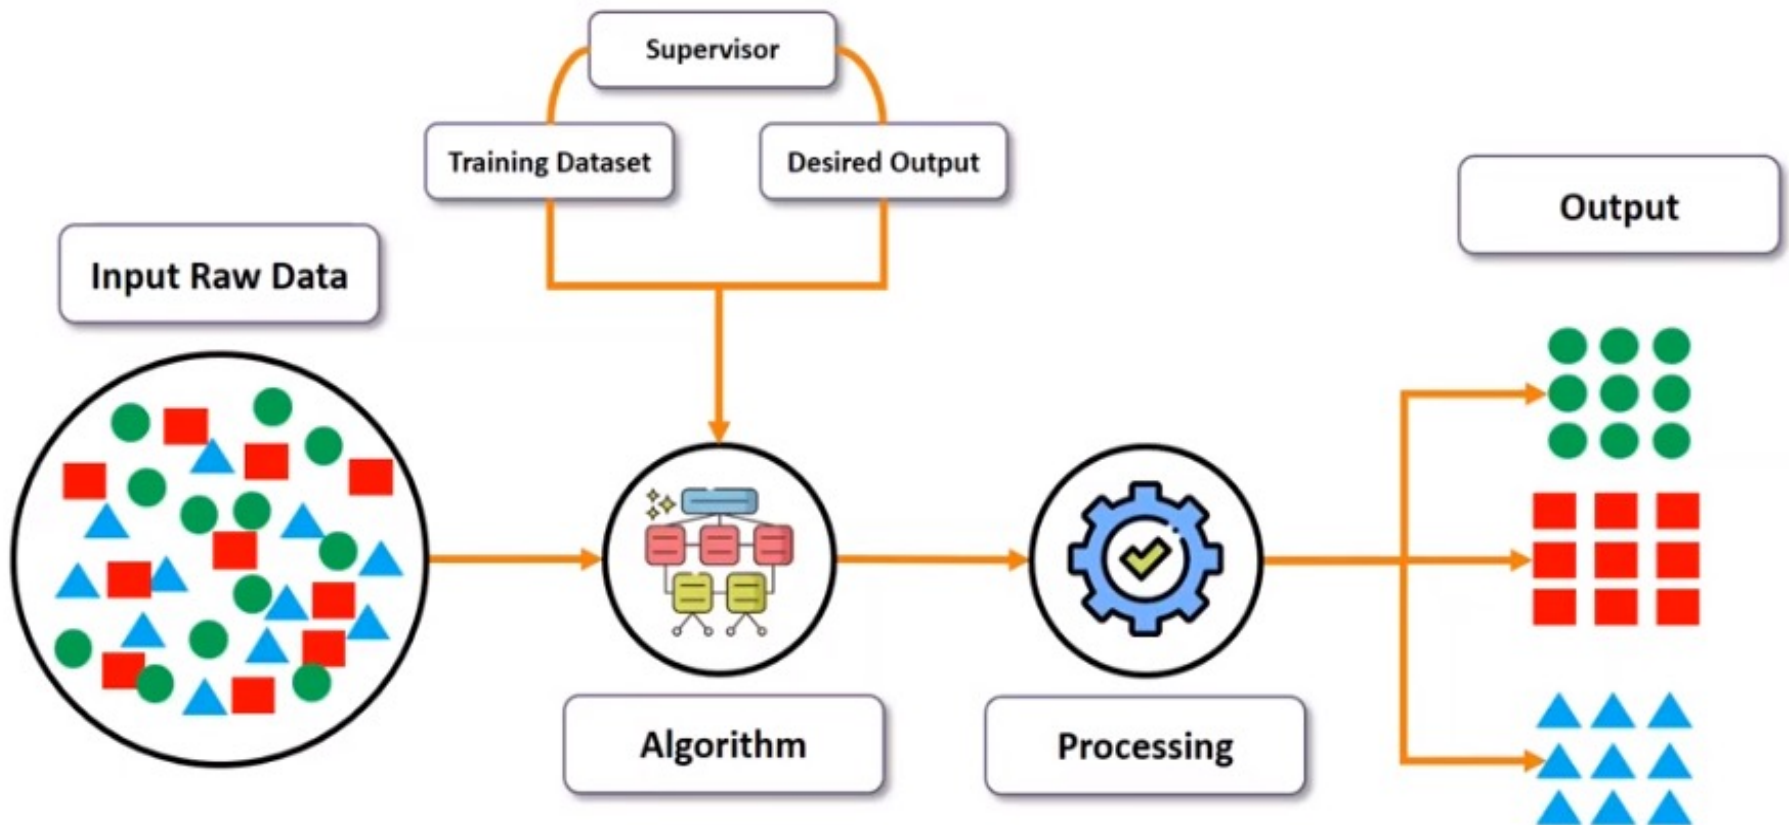 Supervisor
Training Dataset
Desired Output
Output
Input Raw Data
Algorithm
Processing